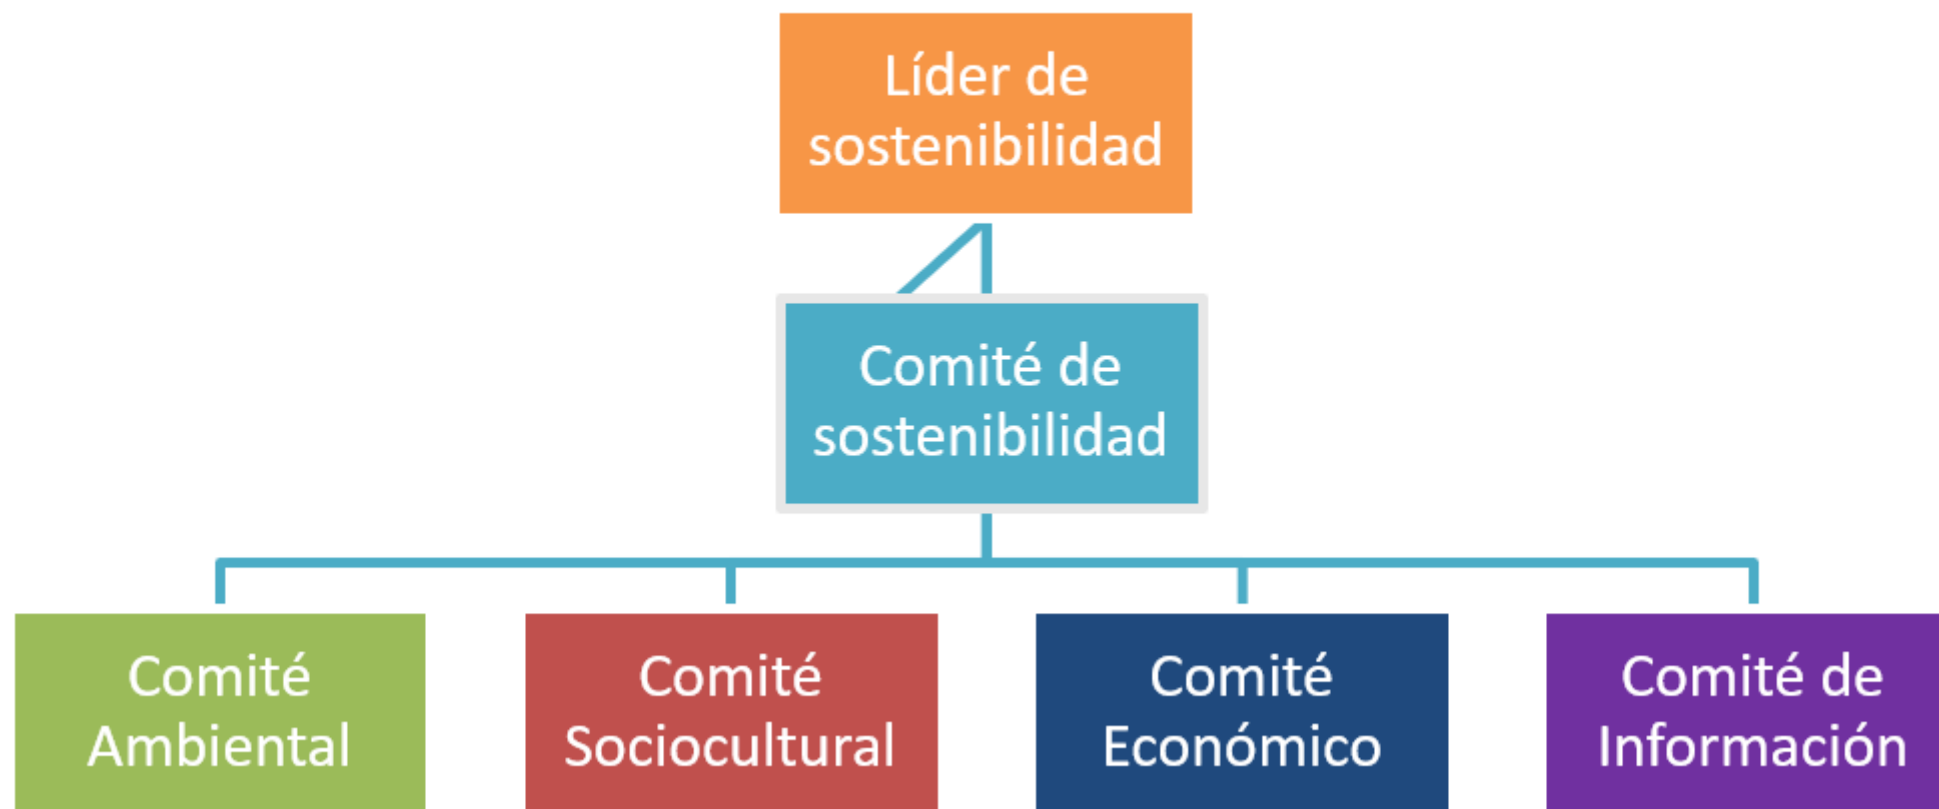 Líder de
sostenibilidad
Comité de
sostenibilidad
Comité
Ambiental
Comité
Sociocultural
Comité
Económico
Comité de
Información